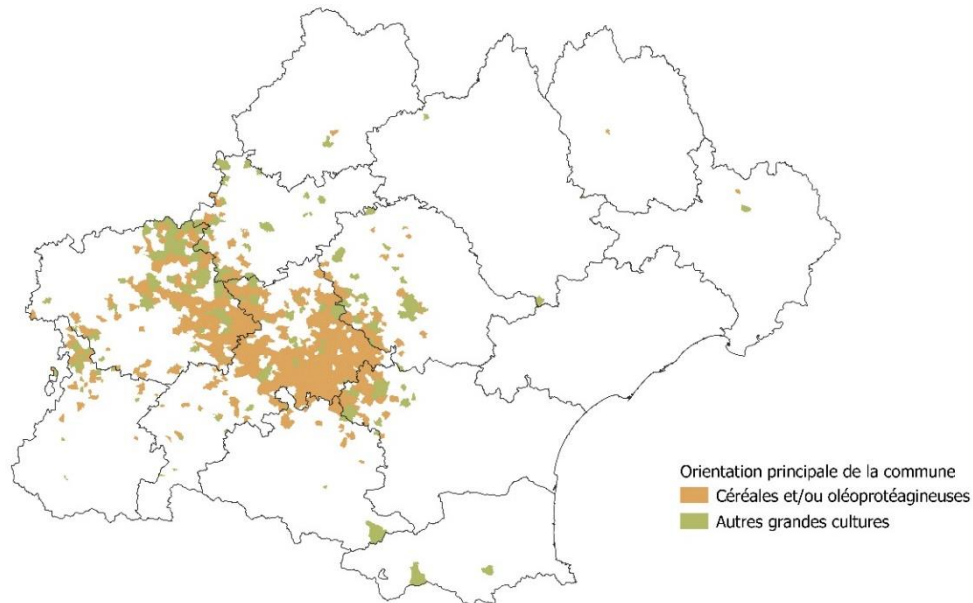 Orientation principale de la commune
Céréales et/ou oléoprotéagineuses
Autres grandes cultures